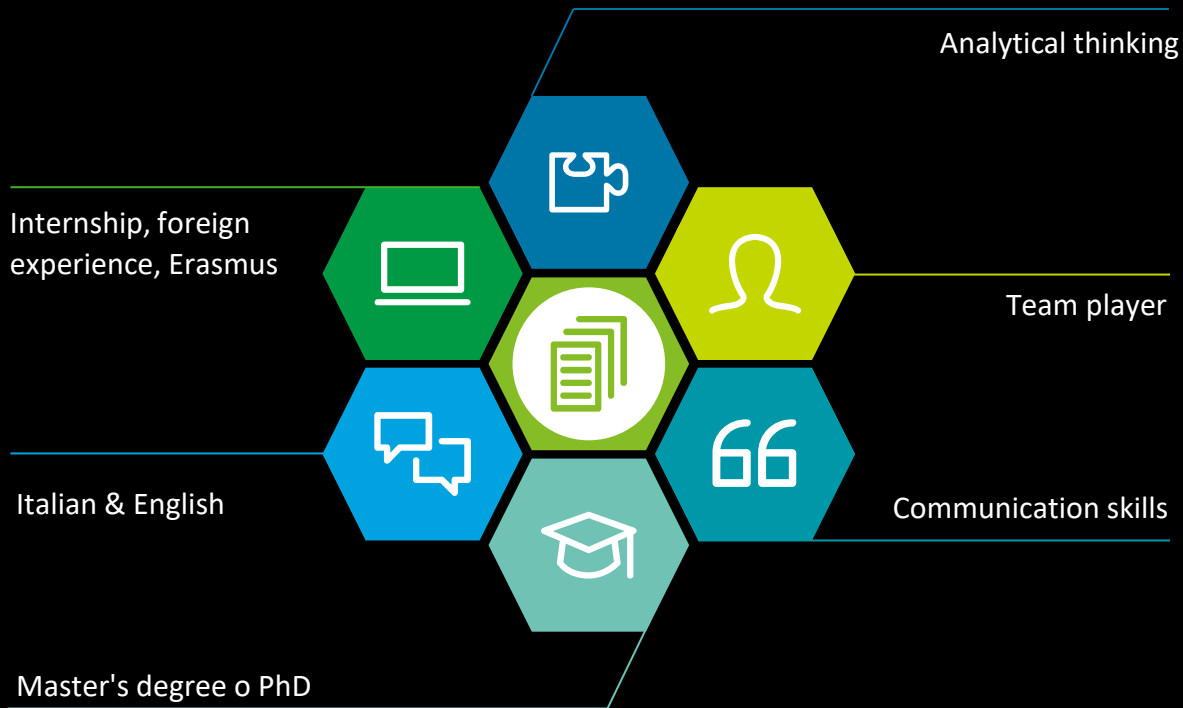 Analytical thinking
Internship, foreign
experience, Erasmus
Team player
Italian & English
Communication skills
Master's degree o PhD